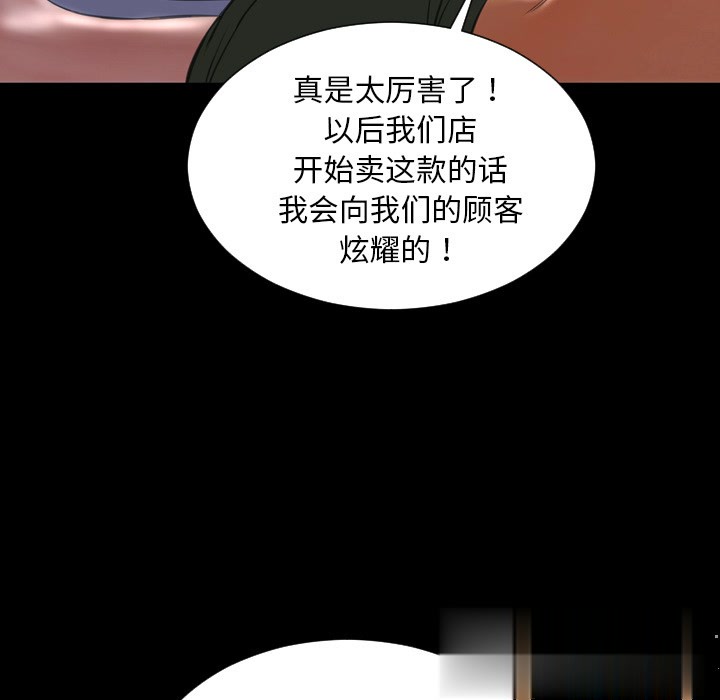 真是太厉害了！
以后我们店
开始卖这款的话
我会向我们的顾客
炫耀的！